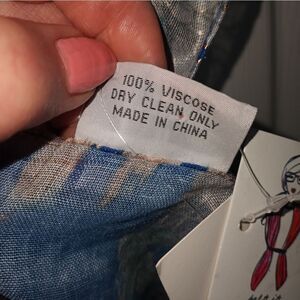 100% VISCOSE
DRY CLEAN ONLY
MADE IN CHINA